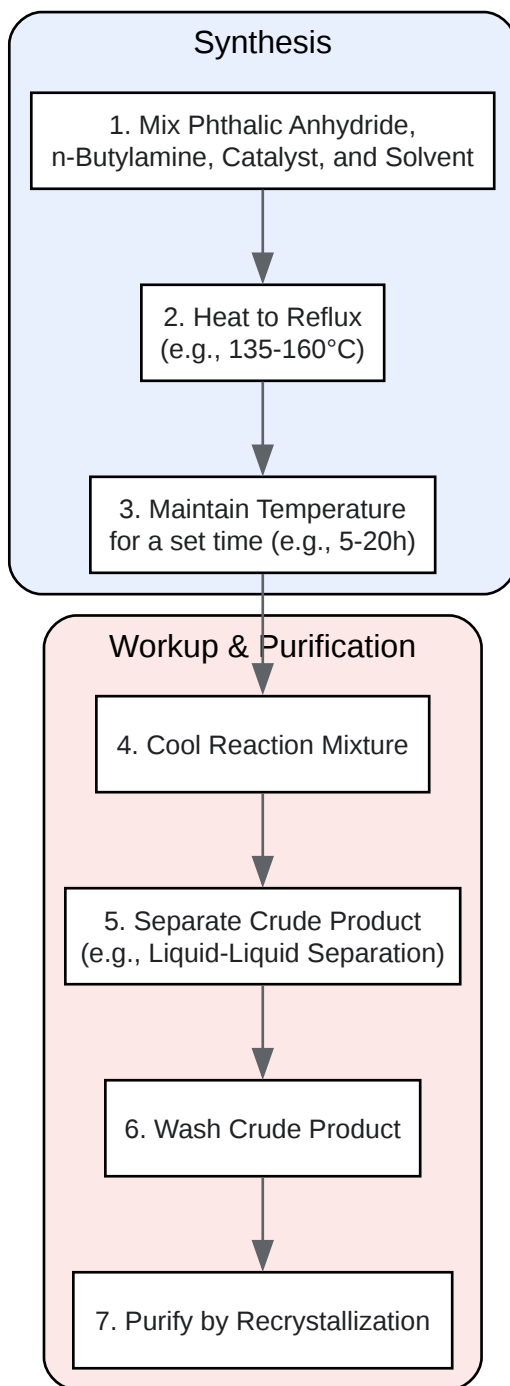 Synthesis
1. Mix Phthalic Anhydride,
n-Butylamine, Catalyst, and Solvent
2. Heat to Reflux
(e.g., 135-160°C)
3. Maintain Temperature
for a set time (e.g., 5-20h)
Workup & Purification
4. Cool Reaction Mixture
5. Separate Crude Product
(e.g., Liquid-Liquid Separation)
6. Wash Crude Product
7. Purify by Recrystallization